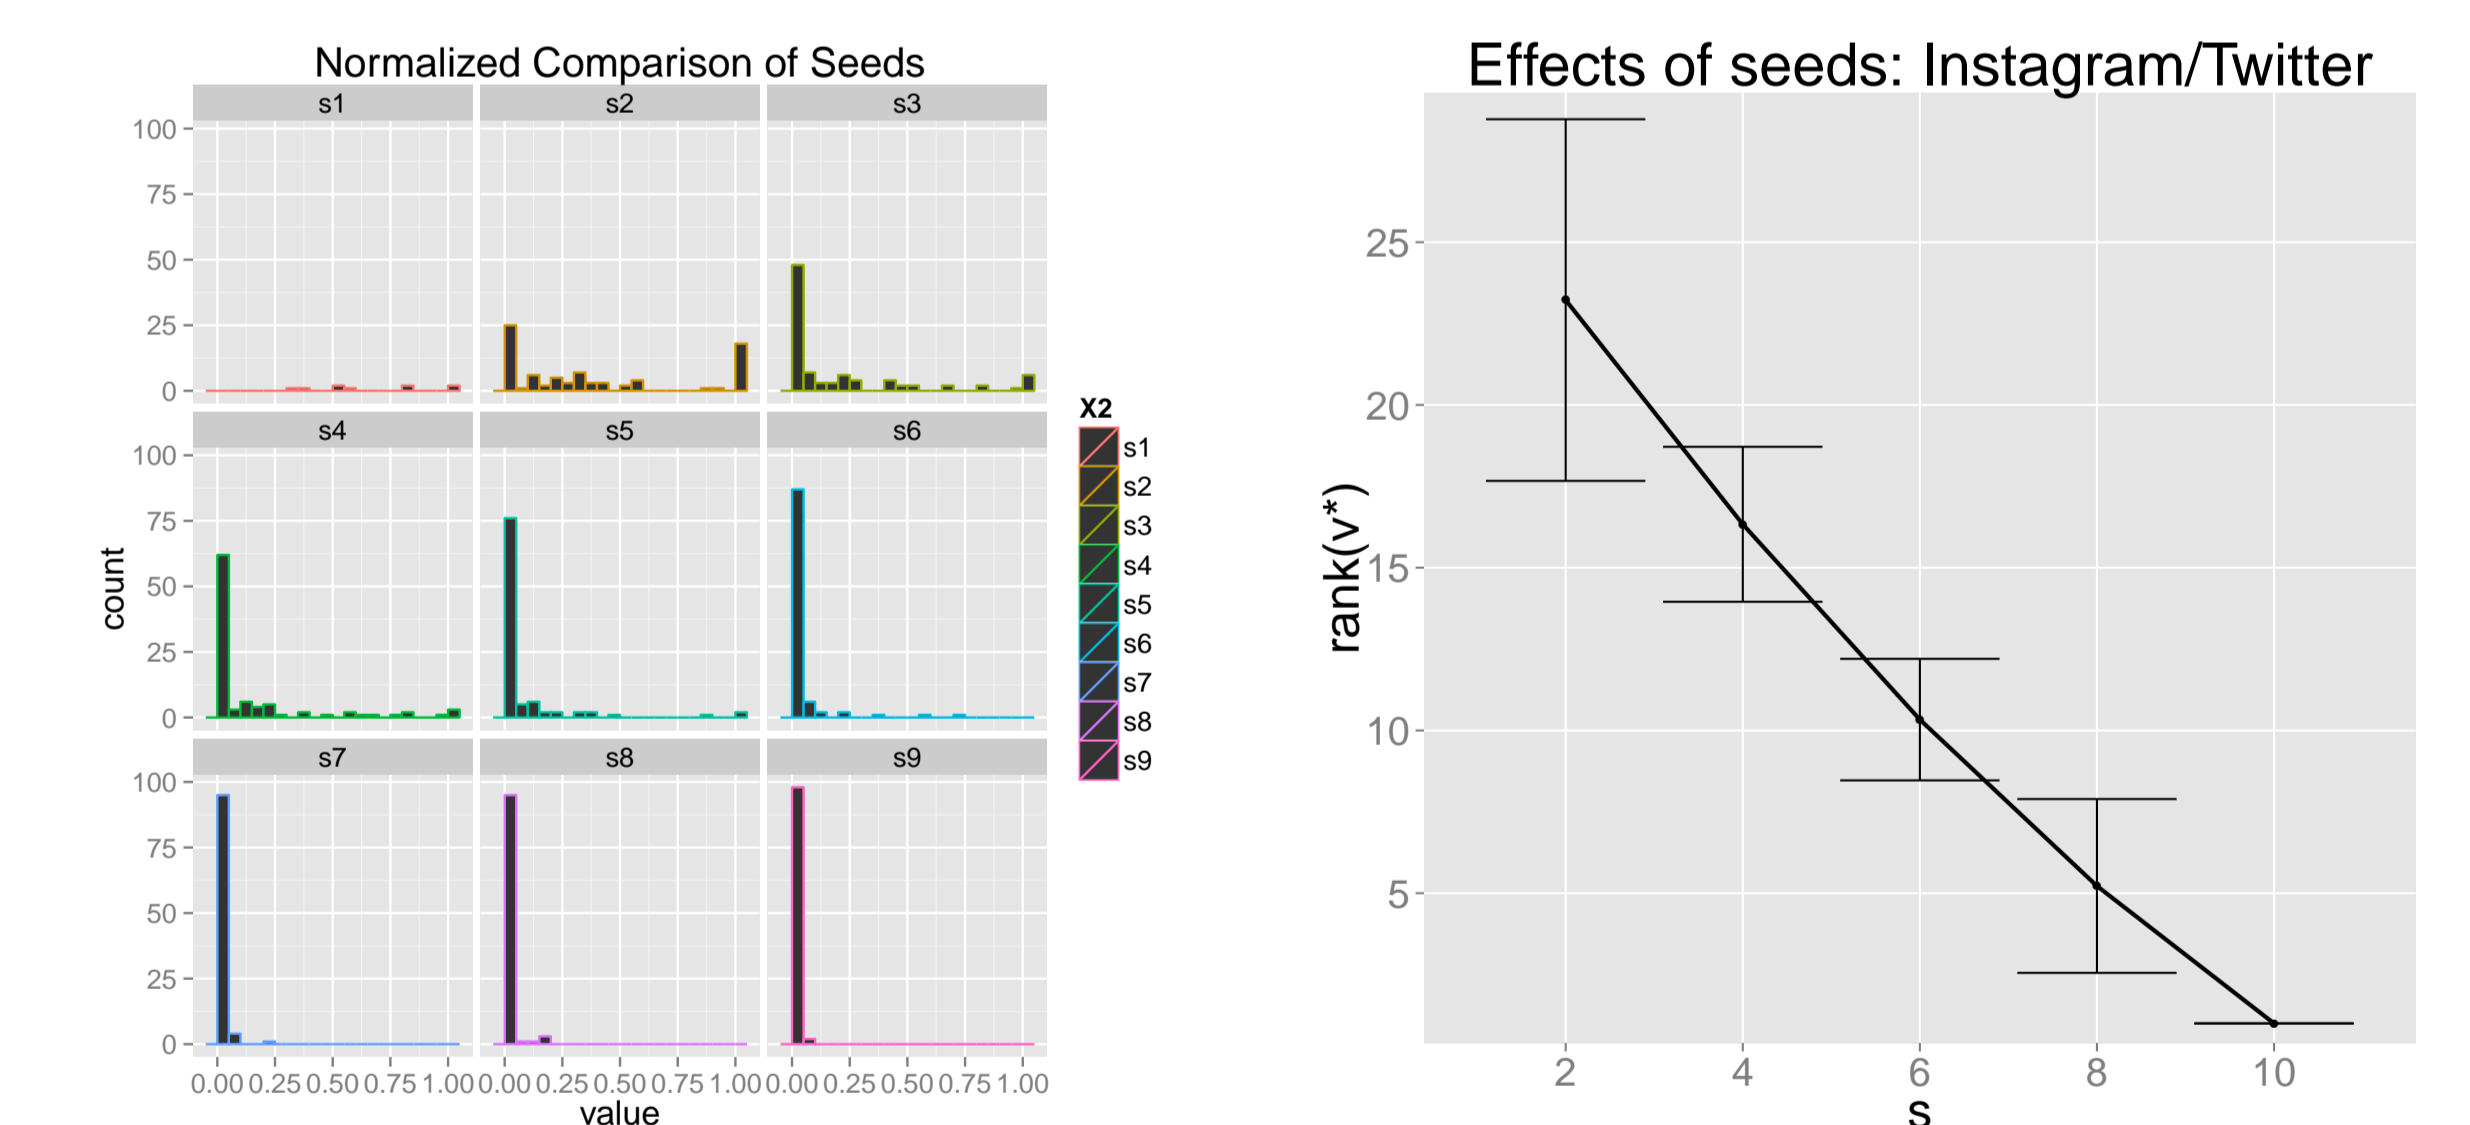 Normalized Comparison of Seeds
s1 s2 s3
100
75
50
25
0
s4 s5 s6
100
75
50
25
0
s7 s8 s9
100
75
50
25
0
0.00 0.25 0.50 0.75 1.00 0.00 0.25 0.50 0.75 1.00 0.00 0.25 0.50 0.75 1.00
value
count
X2
s1
s2
s3
s4
s5
s6
s7
s8
s9
Effects of seeds: Instagram/Twitter
25
20
15
10
5
rank(v*)
2 4 6 8 10
s